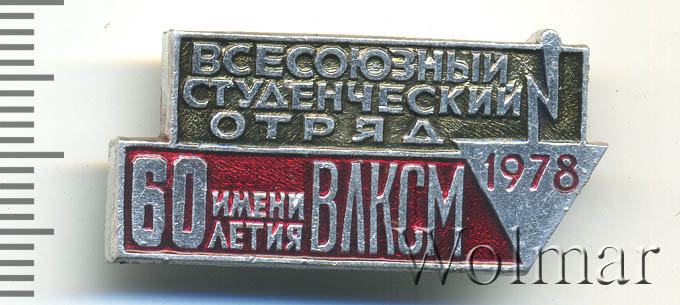 ВСЕСОЮЗНЫЙ
СТУДЕНЧЕСКИЙ
ОТРЯД
1978
60 ИМЕНИ
ЛЕТИЯ ВЛКСМ
Wolmar